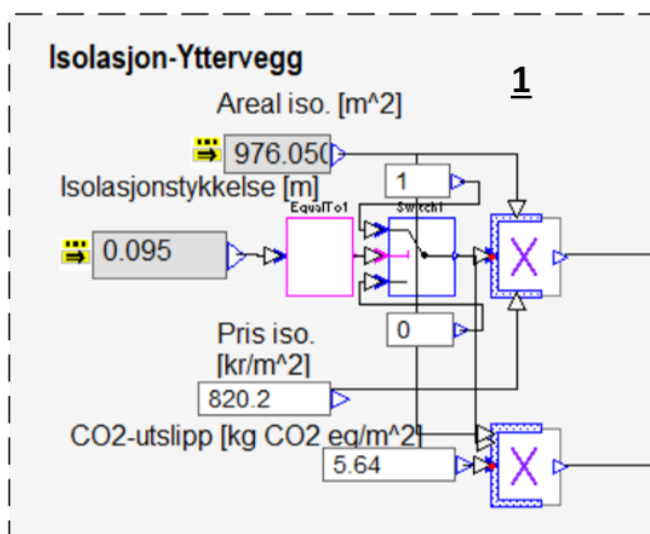 Isolasjon-Yttervegg
1
Areal iso. [m^2]
976.050
1
Isolasjonstykkelse [m]
EqualTo1
Switch1
0.095
0
Pris iso.
[kr/m^2]
820.2
CO2-utslipp [kg CO2 eq/m^2]
5.64